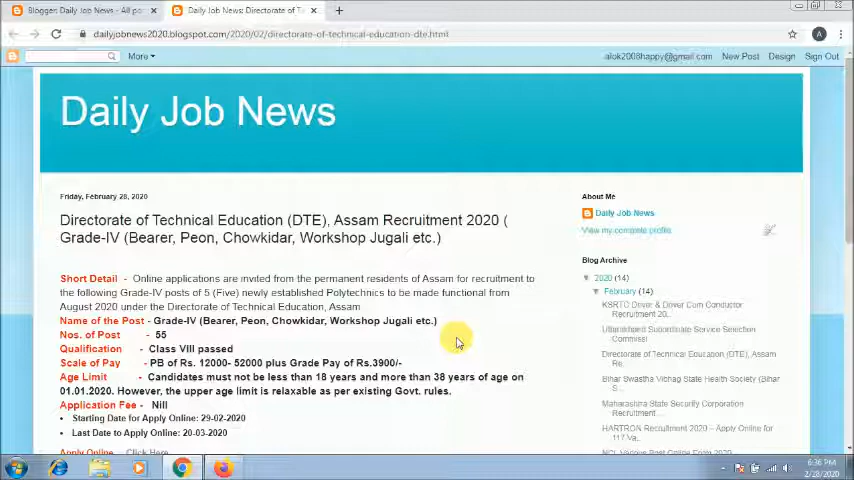 Blogger: Daily Job News - All po
Daily Job News: Directorate of T
dailyjobnews2020.blogspot.com/2020/02/directorate-of-technical-education-dte.html
A
More
alok2008happy@gmail.com New Post Design Sign Out
Daily Job News
Friday, February 28, 2020
Directorate of Technical Education (DTE), Assam Recruitment 2020 (
Grade-IV (Bearer, Peon, Chowkidar, Workshop Jugali etc.)
Short Detail - Online applications are invited from the permanent residents of Assam for recruitment to
the following Grade-IV posts of 5 (Five) newly established Polytechnics to be made functional from
August 2020 under the Directorate of Technical Education, Assam
Name of the Post - Grade-IV (Bearer, Peon, Chowkidar, Workshop Jugali etc.)
Nos. of Post - 55
Qualification - Class VIII passed
Scale of Pay - PB of Rs. 12000- 52000 plus Grade Pay of Rs.3900/-
Age Limit - Candidates must not be less than 18 years and more than 38 years of age on
01.01.2020. However, the upper age limit is relaxable as per existing Govt. rules.
Application Fee - Nill
• Starting Date for Apply Online: 29-02-2020
• Last Date to Apply Online: 20-03-2020
Apply Online - Click Here
About Me
Daily Job News
View my complete profile
Blog Archive
▼ 2020 (14)
▼ February (14)
KSRTC Driver & Driver Cum Conductor
Recruitment 20...
Uttarakhand Subordinate Service Selection
Commissi...
Directorate of Technical Education (DTE), Assam
Re...
Bihar Swasthya Vibhag State Health Society (Bihar
S...
Maharashtra State Security Corporation
Recruitment ...
HARTRON Recruitment 2020 – Apply Online for
117 Va...
Online Form 2020
6:36 PM
2/28/2020